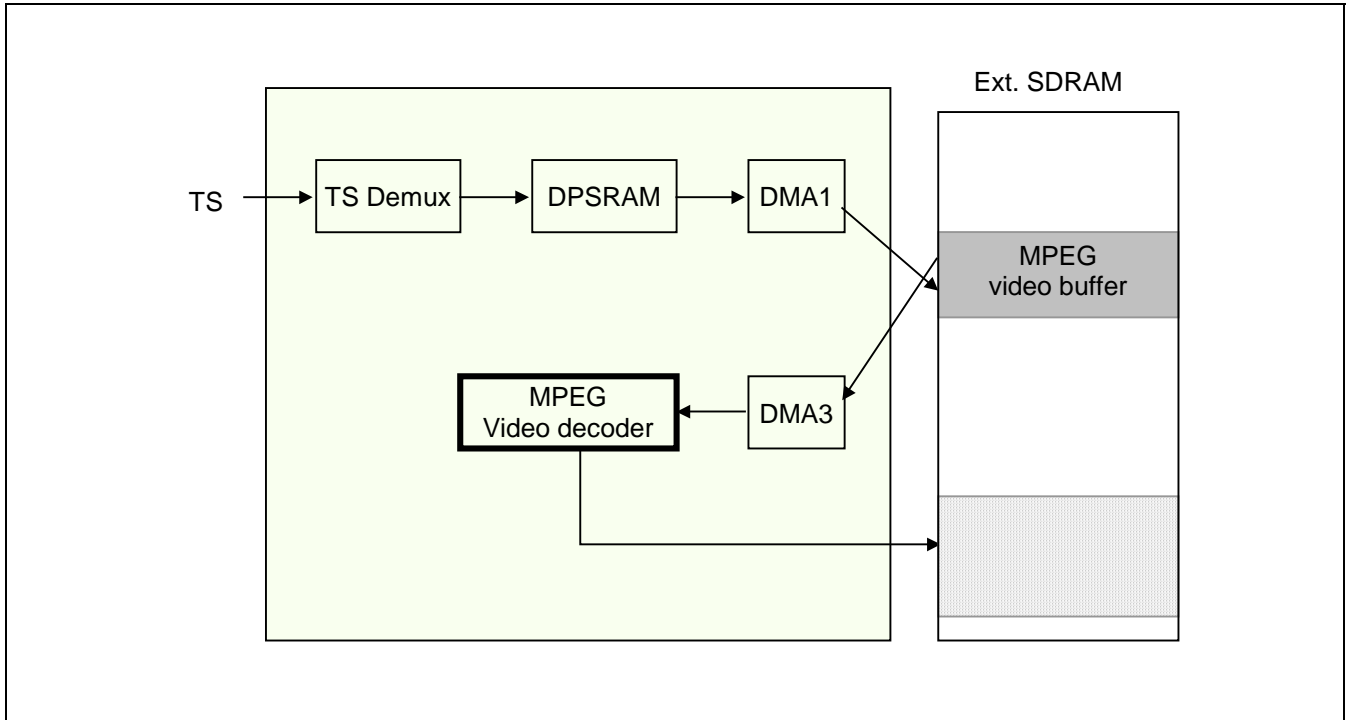 Ext. SDRAM
TS
TS Demux
DPSRAM
DMA1
MPEG
video buffer
MPEG
Video decoder
DMA3